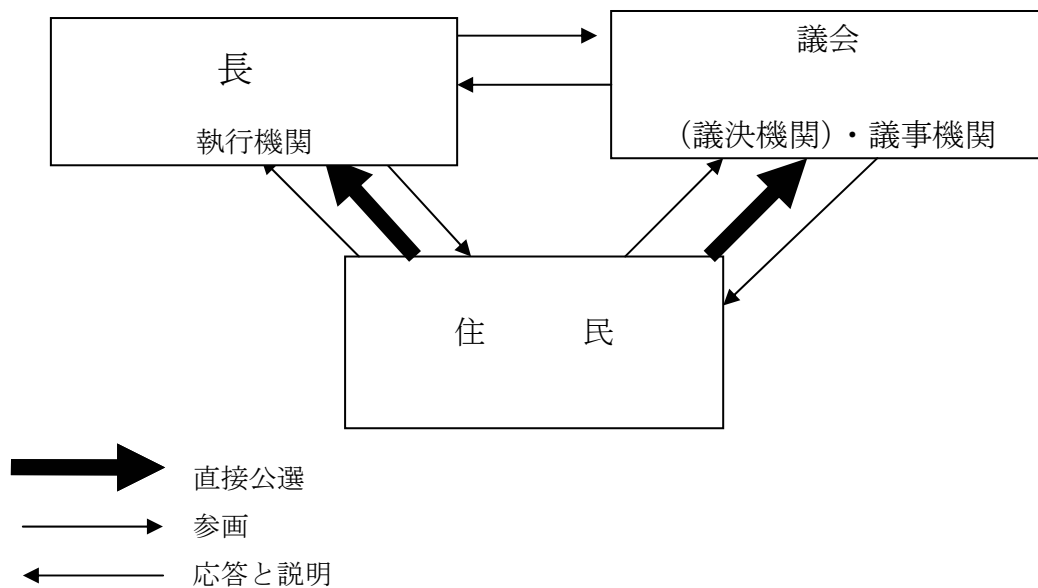 長
執行機関
議会
(議決機関)・議事機関
住　民
直接公選
参画
応答と説明